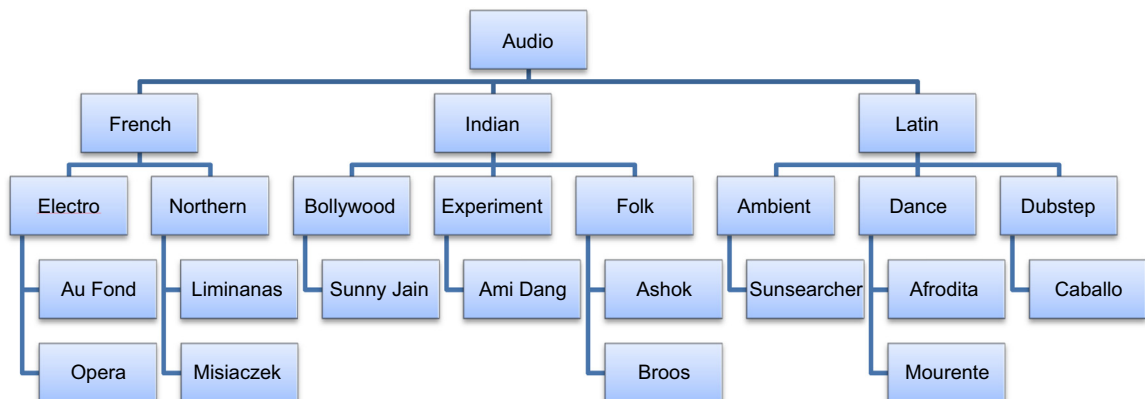 Audio
French
Indian
Latin
Electro
Northern
Bollywood
Experiment
Folk
Ambient
Dance
Dubstep
Au Fond
Liminanas
Sunny Jain
Ami Dang
Ashok
Sunsearcher
Afrodita
Caballo
Opera
Misiaczek
Broos
Mourente